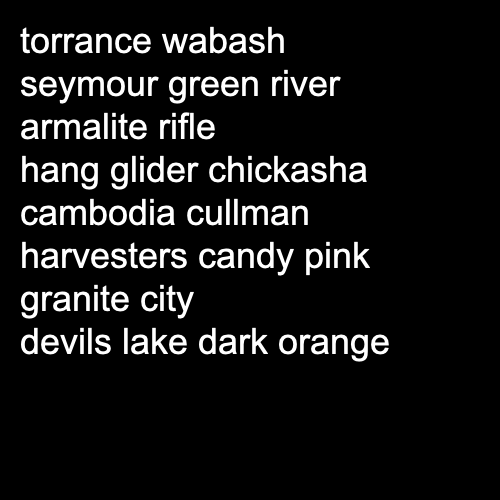 torrance wabash
seymour green river
armalite rifle
hang glider chickasha
cambodia cullman
harvesters candy pink
granite city
devils lake dark orange